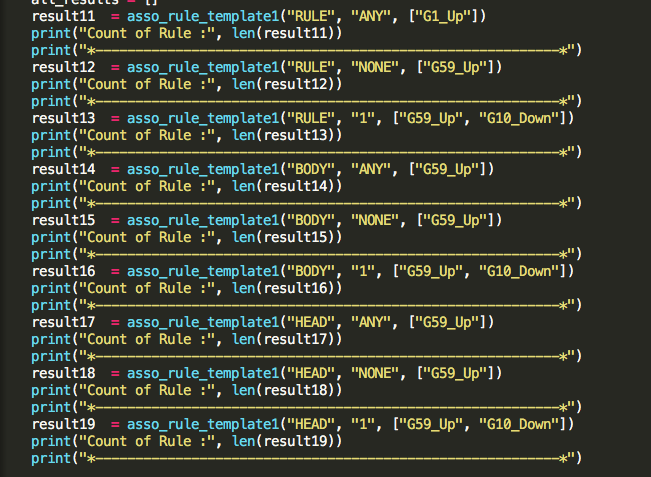 all_results = []
result11  = asso_rule_template1("RULE", "ANY", ["G1_Up"])
print("Count of Rule :", len(result11))
print("*—————————————————————————————————————————————————————*")
result12  = asso_rule_template1("RULE", "NONE", ["G59_Up"])
print("Count of Rule :", len(result12))
print("*—————————————————————————————————————————————————————*")
result13  = asso_rule_template1("RULE", "1", ["G59_Up", "G10_Down"])
print("Count of Rule :", len(result13))
print("*—————————————————————————————————————————————————————*")
result14  = asso_rule_template1("BODY", "ANY", ["G59_Up"])
print("Count of Rule :", len(result14))
print("*—————————————————————————————————————————————————————*")
result15  = asso_rule_template1("BODY", "NONE", ["G59_Up"])
print("Count of Rule :", len(result15))
print("*—————————————————————————————————————————————————————*")
result16  = asso_rule_template1("BODY", "1", ["G59_Up", "G10_Down"])
print("Count of Rule :", len(result16))
print("*—————————————————————————————————————————————————————*")
result17  = asso_rule_template1("HEAD", "ANY", ["G59_Up"])
print("Count of Rule :", len(result17))
print("*—————————————————————————————————————————————————————*")
result18  = asso_rule_template1("HEAD", "NONE", ["G59_Up"])
print("Count of Rule :", len(result18))
print("*—————————————————————————————————————————————————————*")
result19  = asso_rule_template1("HEAD", "1", ["G59_Up", "G10_Down"])
print("Count of Rule :", len(result19))
print("*—————————————————————————————————————————————————————*")